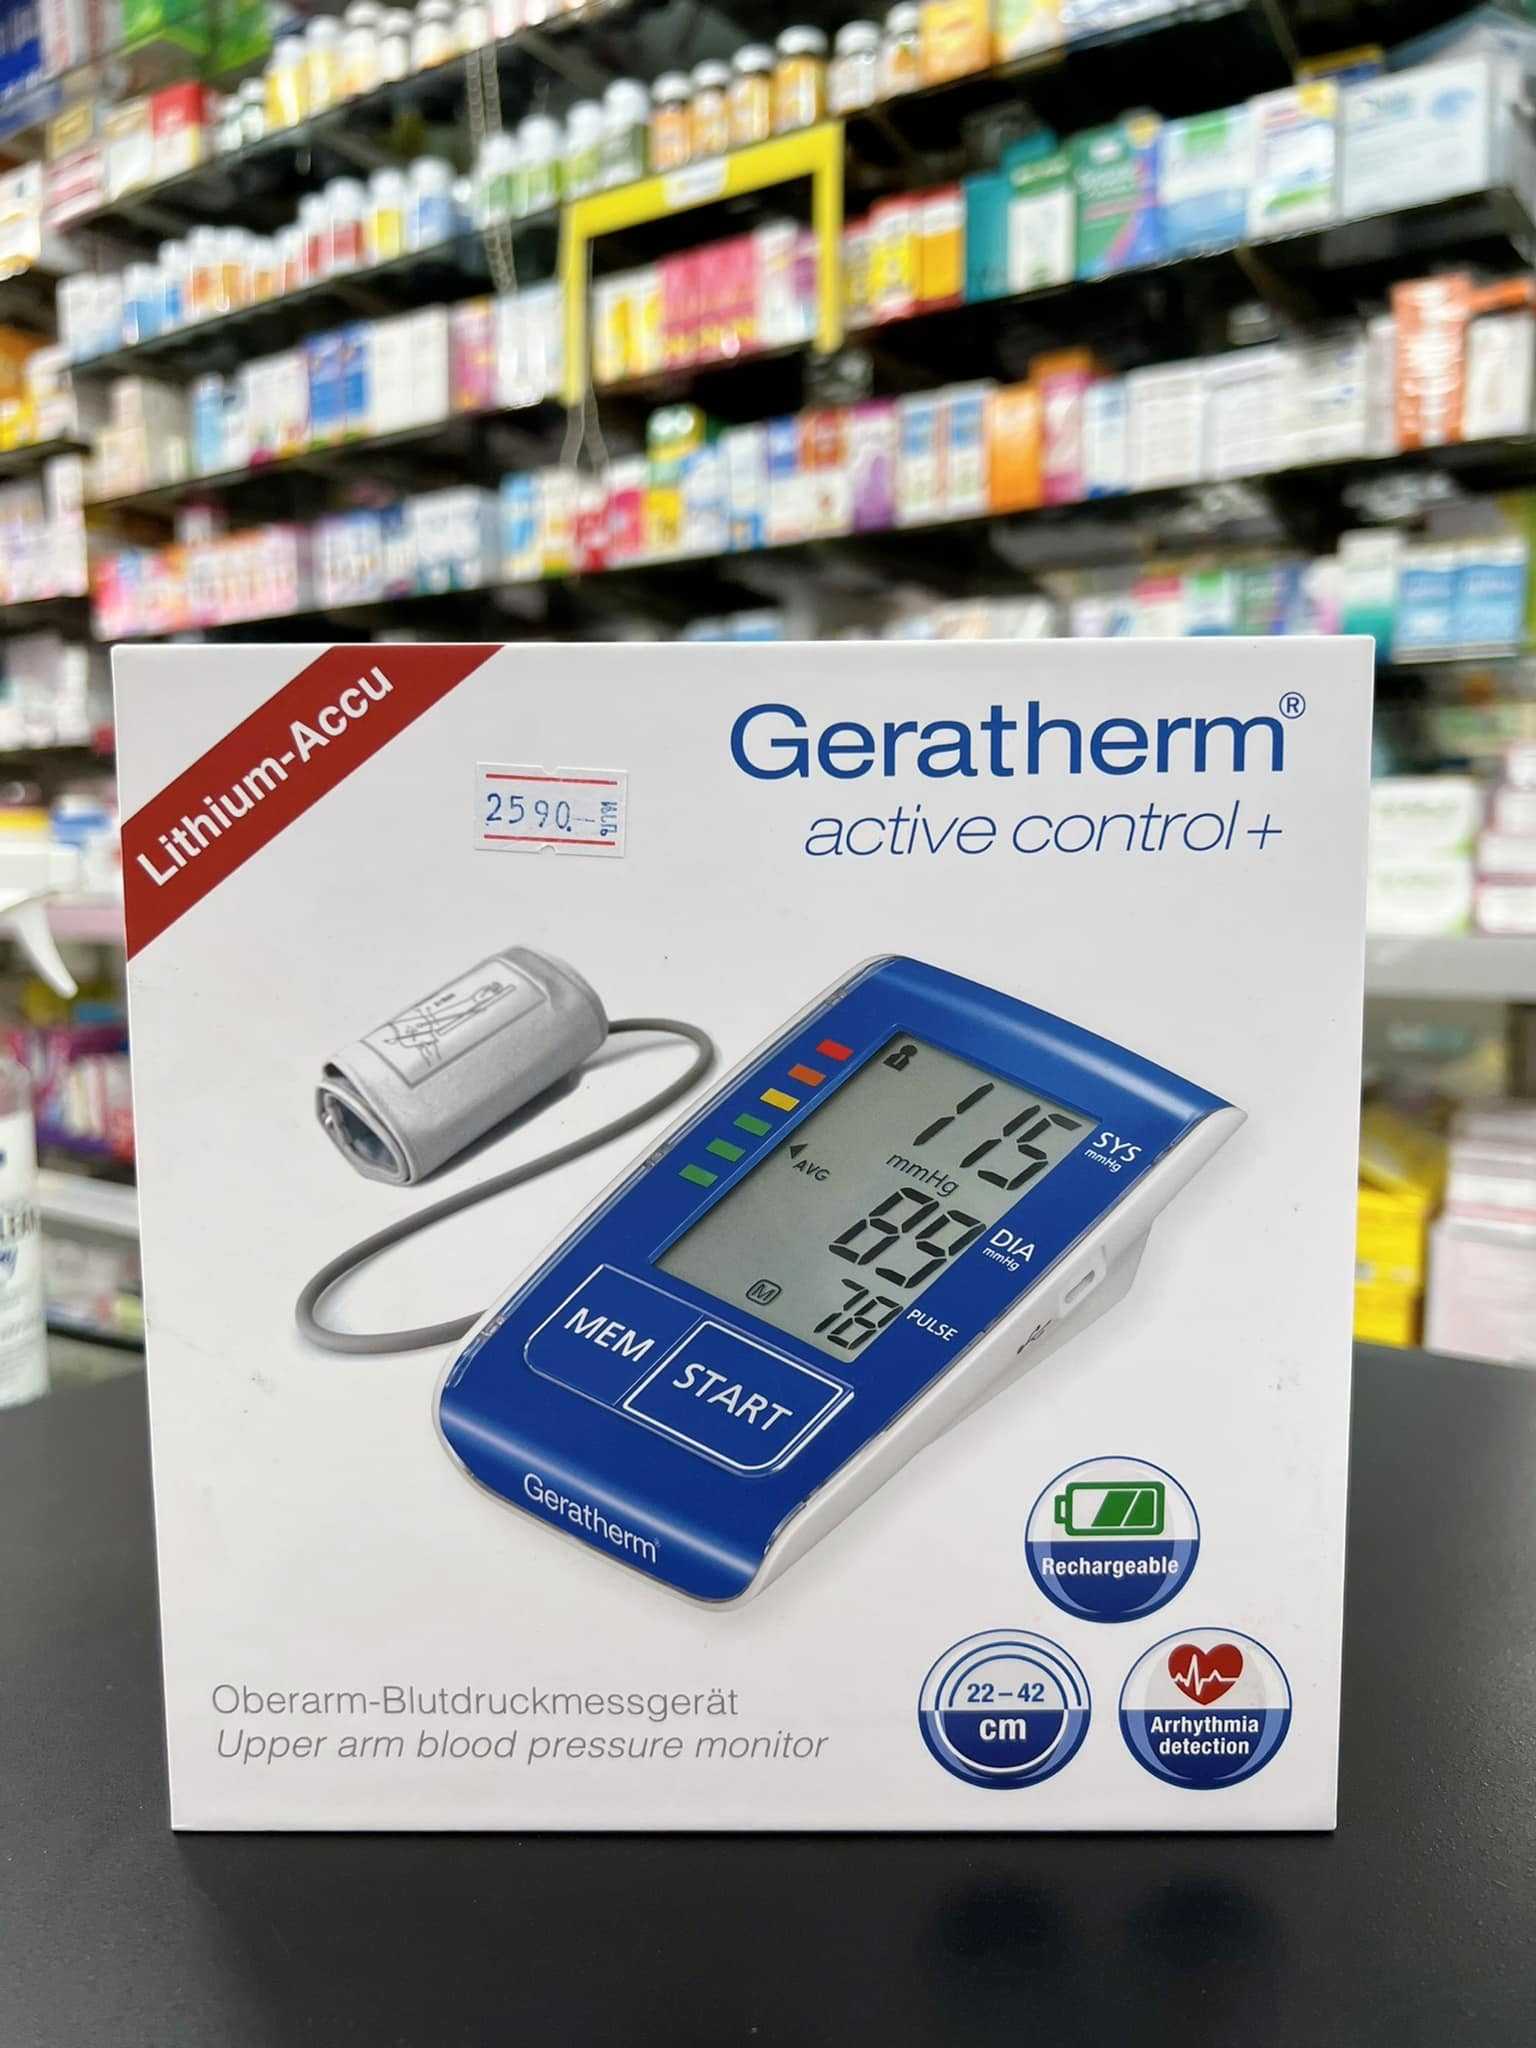 Lithium-Accu
Geratherm®
active control+
2590.- บาท
115
SYS
mmHg
mmHg
AVG
89
DIA
mmHg
M
78
PULSE
MEM
START
Geratherm
Rechargeable
22-42
cm
Arrhythmia
detection
Oberarm-Blutdruckmessgerät
Upper arm blood pressure monitor